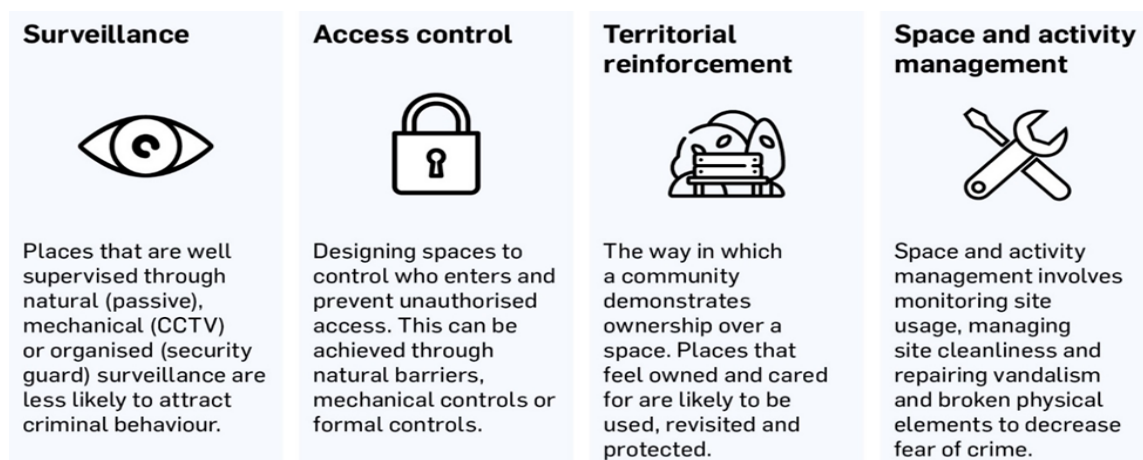 Surveillance
Places that are well
supervised through
natural (passive),
mechanical (CCTV)
or organised (security
guard) surveillance are
less likely to attract
criminal behaviour.
Access control
Designing spaces to
control who enters and
prevent unauthorised
access. This can be
achieved through
natural barriers,
mechanical controls or
formal controls.
Territorial
reinforcement
The way in which
a community
demonstrates
ownership over a
space. Places that
feel owned and cared
for are likely to be
used, revisited and
protected.
Space and activity
management
Space and activity
management involves
monitoring site
usage, managing
site cleanliness and
repairing vandalism
and broken physical
elements to decrease
fear of crime.